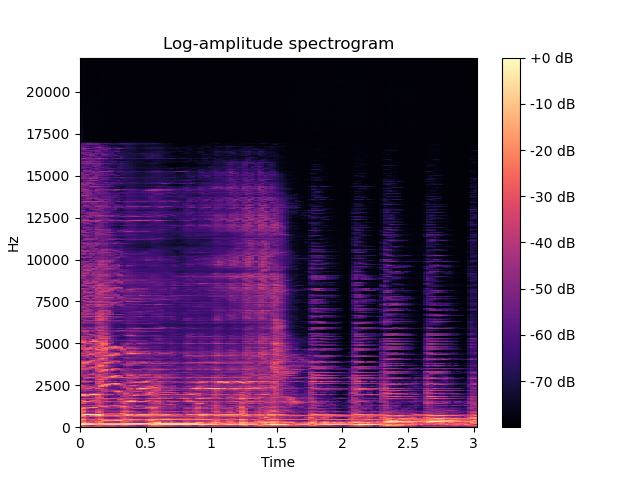 Log-amplitude spectrogram
+0 dB
20000
-10 dB
17500
-20 dB
15000
-30 dB
12500
Hz
-40 dB
10000
-50 dB
7500
5000
-60 dB
2500
-70 dB
0
0 0.5 1 1.5 2 2.5 3
Time